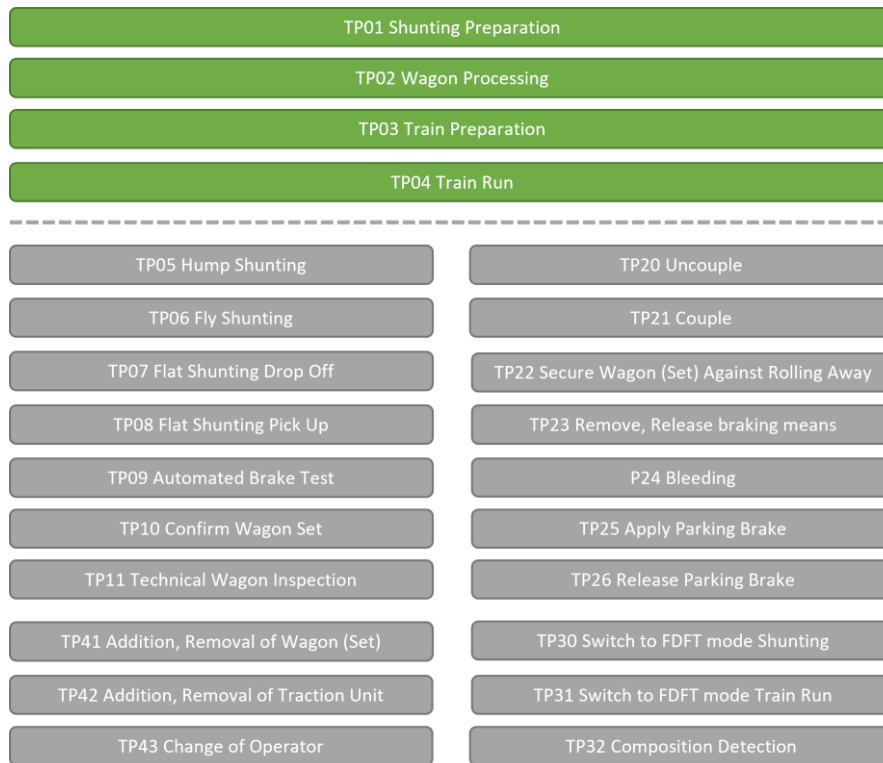 TP01 Shunting Preparation
TP02 Wagon Processing
TP03 Train Preparation
TP04 Train Run
TP05 Hump Shunting
TP06 Fly Shunting
TP07 Flat Shunting Drop Off
TP08 Flat Shunting Pick Up
TP09 Automated Brake Test
TP10 Confirm Wagon Set
TP11 Technical Wagon Inspection
TP41 Addition, Removal of Wagon (Set)
TP42 Addition, Removal of Traction Unit
TP43 Change of Operator
TP20 Uncouple
TP21 Couple
TP22 Secure Wagon (Set) Against Rolling Away
TP23 Remove, Release braking means
P24 Bleeding
TP25 Apply Parking Brake
TP26 Release Parking Brake
TP30 Switch to FDFT mode Shunting
TP31 Switch to FDFT mode Train Run
TP32 Composition Detection